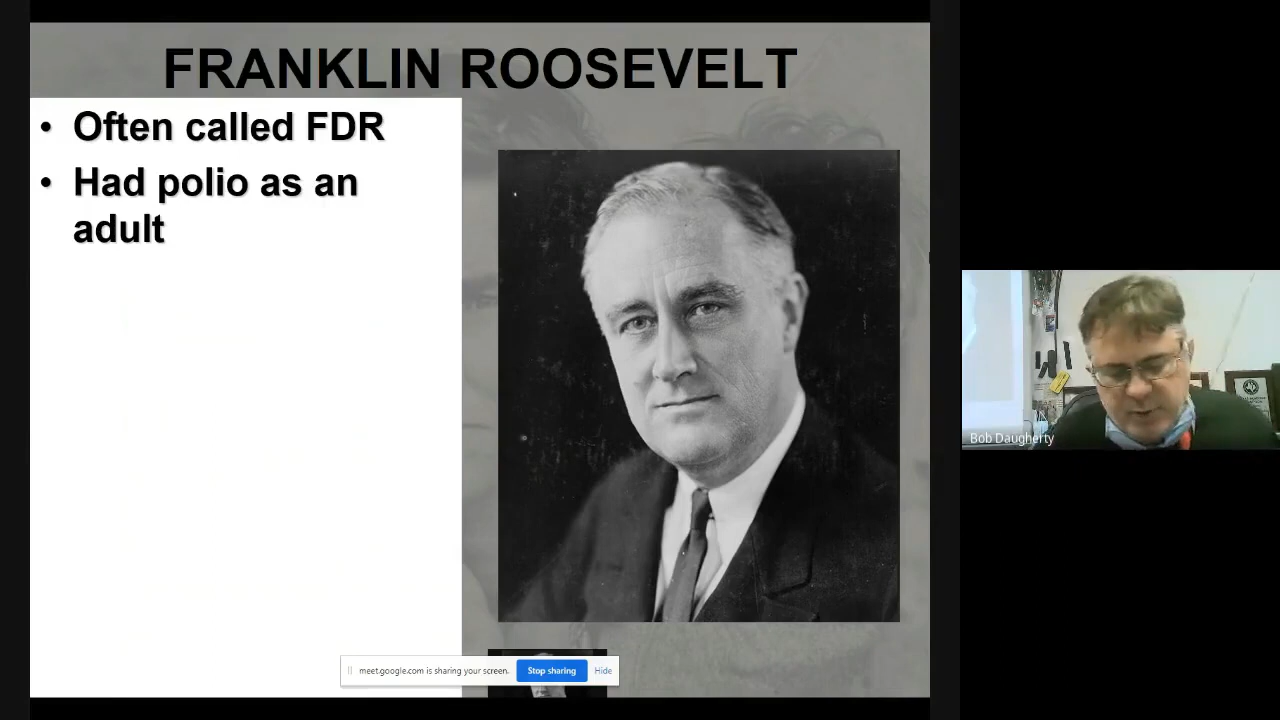 FRANKLIN ROOSEVELT
• Often called FDR
• Had polio as an
adult
Bob Daugherty
meet.google.com is sharing your screen.
Stop sharing
Hide